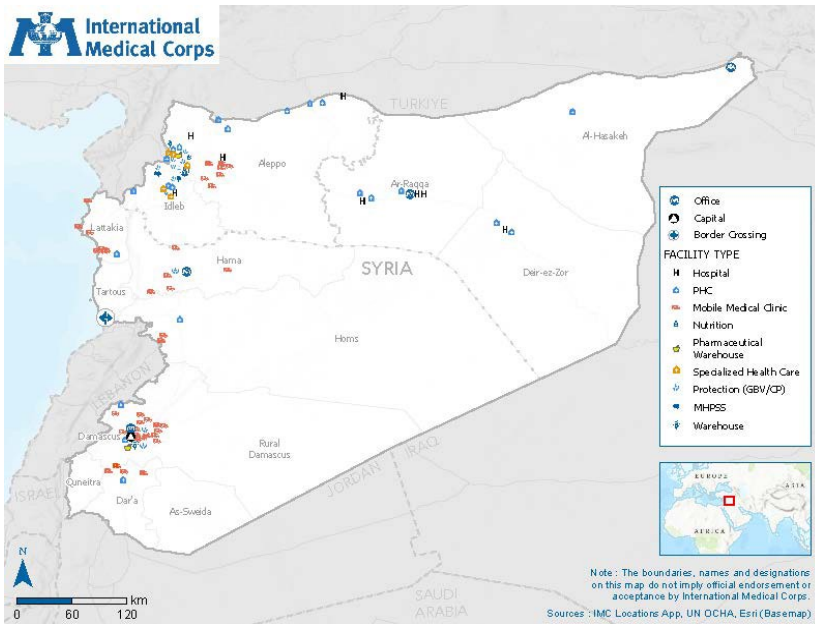 International
Medical Corps
TURKIYE
Al-Hasakeh
Aleppo
Ar-Raqqa
Idleb
Lattakia
Hama
SYRIA
Deir-ez-Zor
Tartous
Homs
LEBANON
Damascus
Rural
Damascus
IRAQ
JORDAN
ISRAEL
Quneitra
Dar'a
As-Sweida
SAUDI
ARABIA
N
km
0 60 120
Office
Capital
Border Crossing
FACILITY TYPE
H Hospital
PHC
Mobile Medical Clinic
Nutrition
Pharmaceutical
Warehouse
Specialized Health Care
Protection (GBV/CP)
MHPSS
Warehouse
EUROPE
ASIA
AFRICA
Note : The boundaries, names and designations
on this map do not imply official endorsement or
acceptance by International Medical Corps.
Sources : IMC Locations App, UN OCHA, Esri (Basemap)